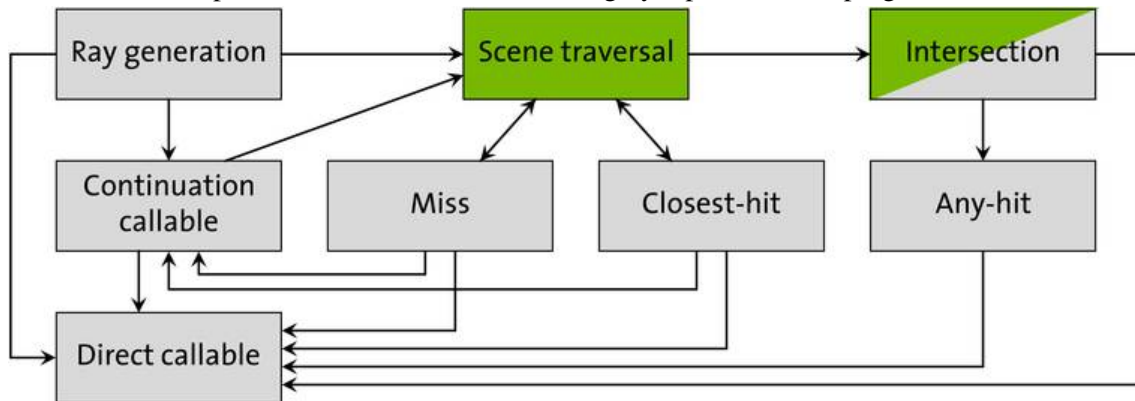 Ray generation
Scene traversal
Intersection
Continuation
callable
Miss
Closest-hit
Any-hit
Direct callable